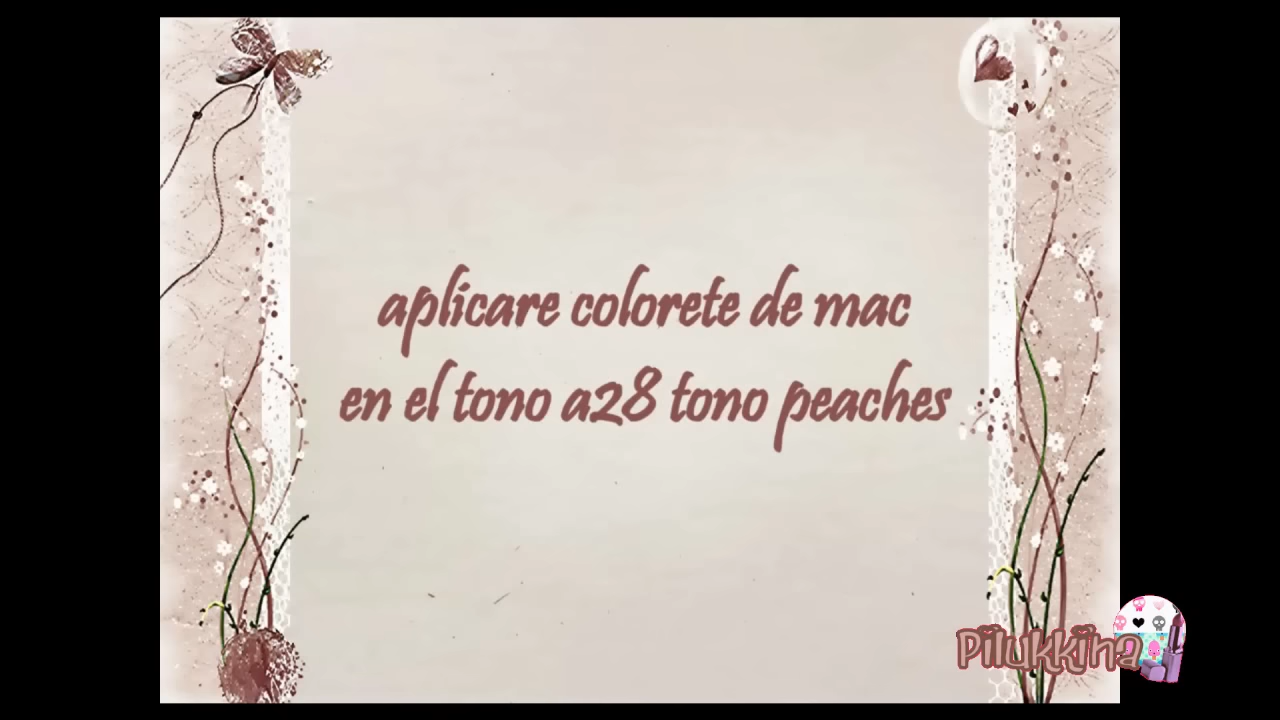 aplicare colorete de mac
en el tono a28 tono peaches
Pilukkina